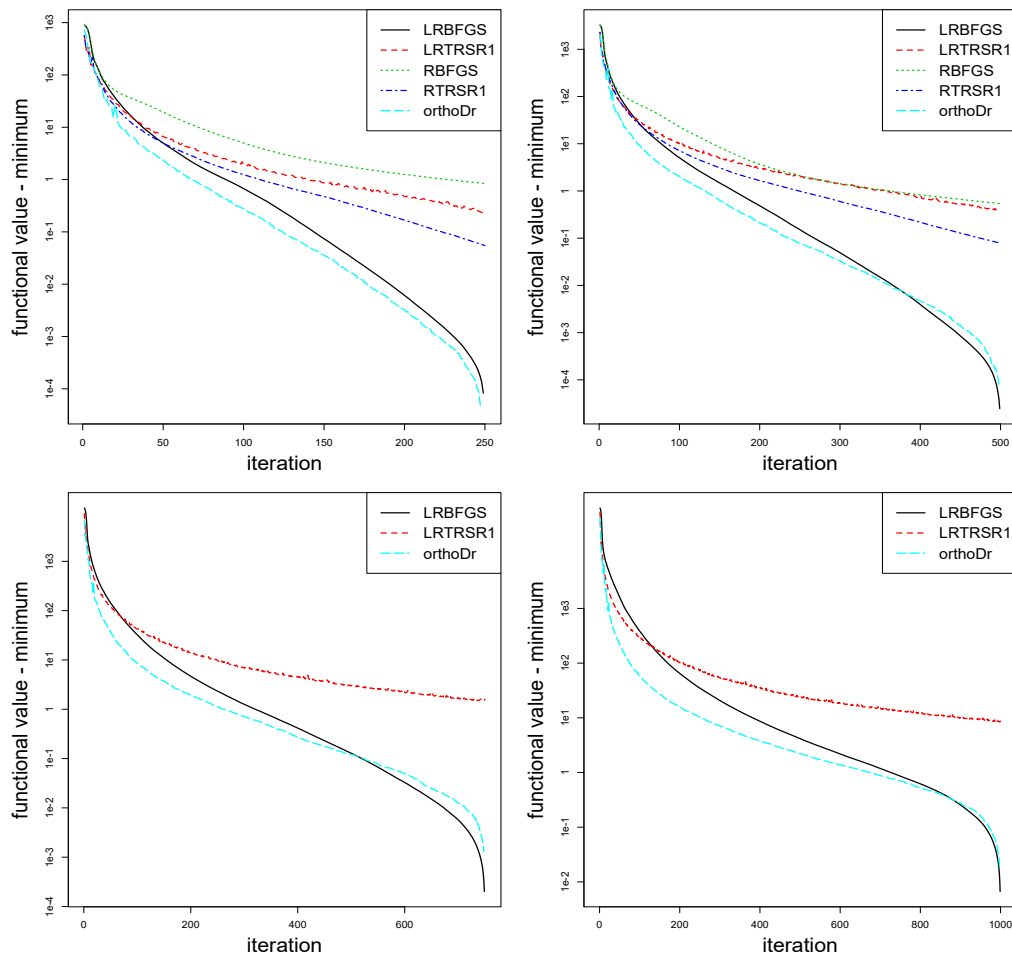 LRBFGS
LRTRSR1
RBFGS
RTRSR1
orthoDr
functional value - minimum
1e3
1e2
1e1
1
1e-1
1e-2
1e-3
1e-4
0 50 100 150 200 250
iteration
LRBFGS
LRTRSR1
RBFGS
RTRSR1
orthoDr
functional value - minimum
1e3
1e2
1e1
1
1e-1
1e-2
1e-3
1e-4
0 100 200 300 400 500
iteration
LRBFGS
LRTRSR1
orthoDr
functional value - minimum
1e3
1e2
1e1
1
1e-1
1e-2
1e-3
1e-4
0 200 400 600
iteration
LRBFGS
LRTRSR1
orthoDr
functional value - minimum
1e3
1e2
1e1
1
1e-1
1e-2
0 200 400 600 800 1000
iteration